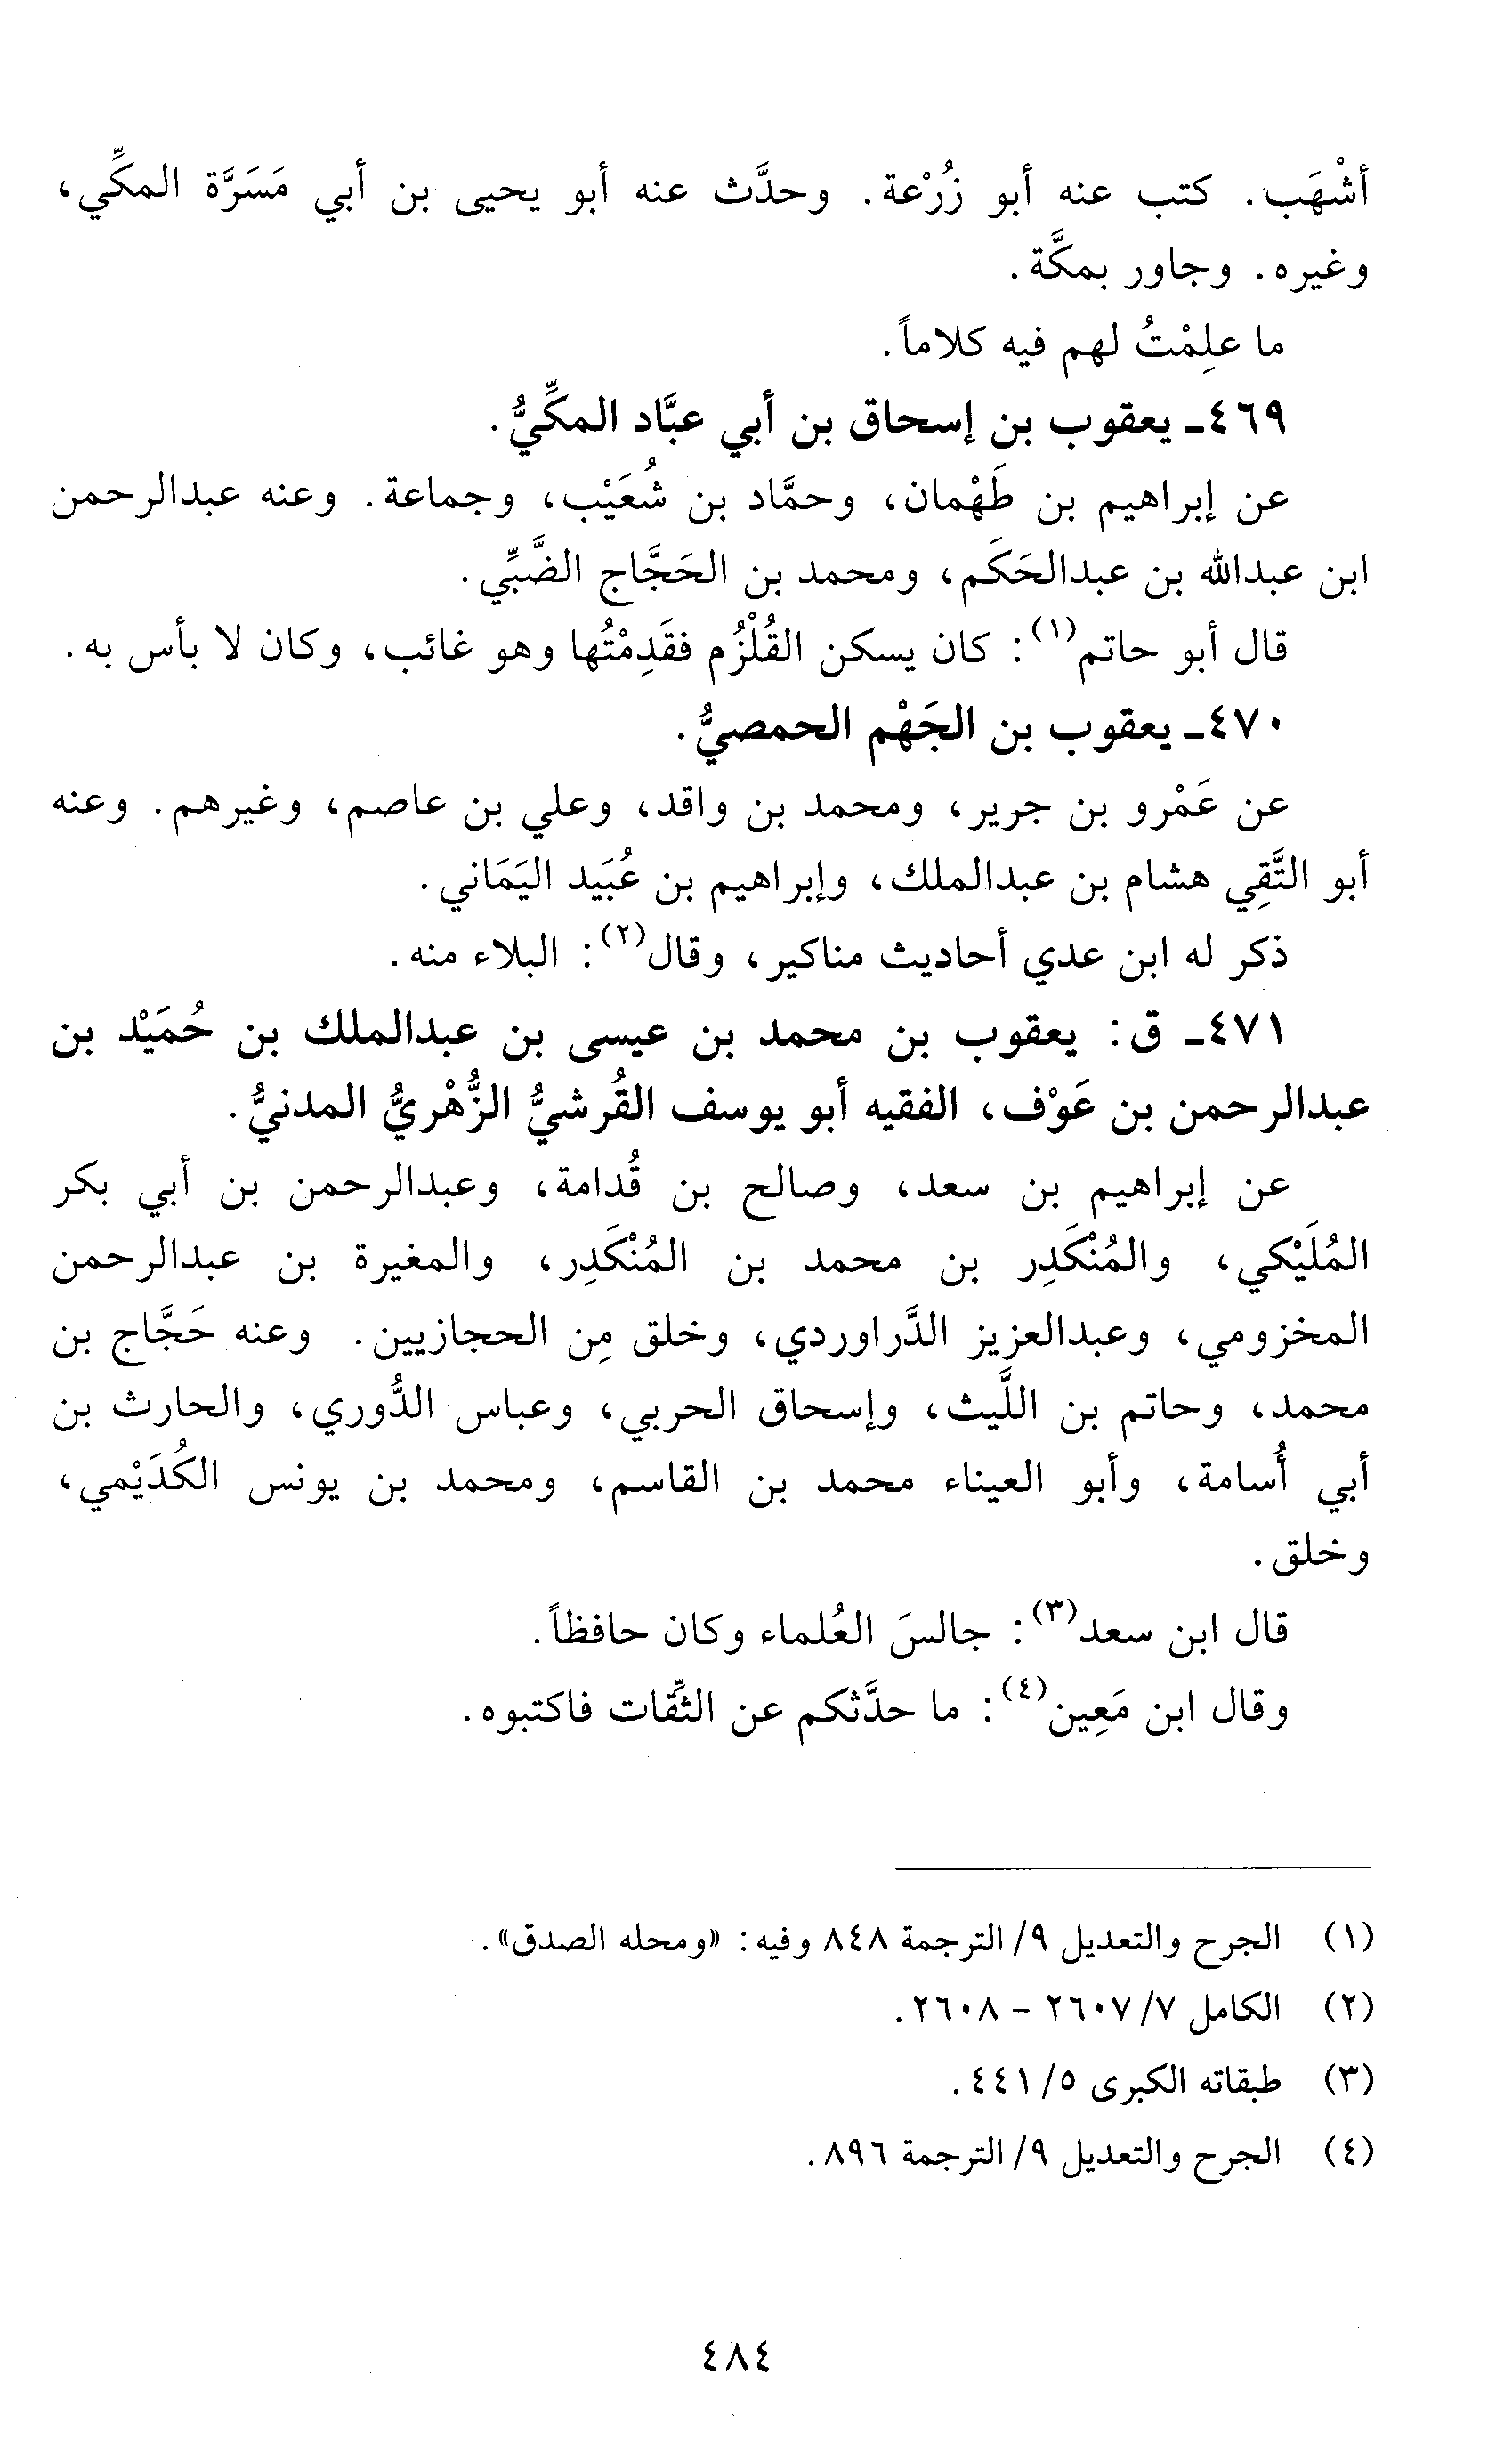 أشْهَب. كتب عنه أبو زُرْعة. وحدَّث عنه أبو يحيى بن أبي مَسَرَّة المكِّي،
وغيره. وجاور بمكَّة.
ما علِمْتُ لهم فيه كلاماً.
٤٦٩ـ يعقوب بن إسحاق بن أبي عبَّاد المكِّيُّ.
عن إبراهيم بن طَهْمان، وحمَّاد بن شُعَيْب، وجماعة. وعنه عبدالرحمن
ابن عبدالله بن عبدالحَكَم، ومحمد بن الحَجَّاج الضَّبِّي.
قال أبو حاتم(١): كان يسكن القُلْزُم فقَدِمْتُها وهو غائب، وكان لا بأس به.
٤٧٠ـ يعقوب بن الجَهْم الحمصيُّ.
عن عَمْرو بن جرير، ومحمد بن واقد، وعلي بن عاصم، وغيرهم. وعنه
أبو التَّقِي هشام بن عبدالملك، وإبراهيم بن عُبَيد اليَمَاني.
ذكر له ابن عدي أحاديث مناكير، وقال(٢): البلاء منه.
٤٧١ـ ق: يعقوب بن محمد بن عيسى بن عبدالملك بن حُمَيْد بن
عبدالرحمن بن عَوْف، الفقيه أبو يوسف القُرشيُّ الزُّهْريُّ المدنيُّ.
عن إبراهيم بن سعد، وصالح بن قُدامة، وعبدالرحمن بن أبي بكر
المُلَيْكي، والمُنْكَدِر بن محمد بن المُنْكَدِر، والمغيرة بن عبدالرحمن
المخزومي، وعبدالعزيز الدَّراوردي، وخلق مِن الحجازيين. وعنه حَجَّاج بن
محمد، وحاتم بن اللَّيث، وإسحاق الحربي، وعباس الدُّوري، والحارث بن
أبي أُسامة، وأبو العيناء محمد بن القاسم، ومحمد بن يونس الكُدَيْمي،
وخلق.
قال ابن سعد(٣): جالسَ العُلماء وكان حافظاً.
وقال ابن مَعِين(٤): ما حدَّثكم عن الثِّقات فاكتبوه.
(١) الجرح والتعديل ٩/ الترجمة ٨٤٨ وفيه: «ومحله الصدق».
(٢) الكامل ٧/ ٢٦٠٧ - ٢٦٠٨.
(٣) طبقاته الكبرى ٥/ ٤٤١.
(٤) الجرح والتعديل ٩/ الترجمة ٨٩٦.
٤٨٤